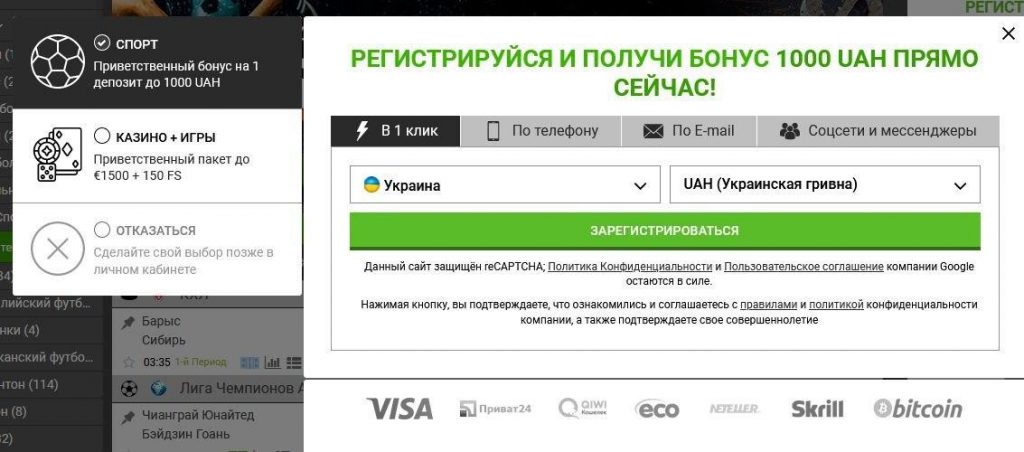 РЕГИСТ
СПОРТ
Приветственный бонус на 1
депозит до 1000 UAH
КАЗИНО + ИГРЫ
Приветственный пакет до
€1500 + 150 FS
ОТКАЗАТЬСЯ
Сделайте свой выбор позже в
личном кабинете
РЕГИСТРИРУЙСЯ И ПОЛУЧИ БОНУС 1000 UAH ПРЯМО
СЕЙЧАС!
В 1 клик
По телефону
По E-mail
Соцсети и мессенджеры
Украина
UAH (Украинская гривна)
ЗАРЕГИСТРИРОВАТЬСЯ
Данный сайт защищён reCAPTCHA; Политика Конфиденциальности и Пользовательское соглашение компании Google
остаются в силе.
Нажимая кнопку, вы подтверждаете, что ознакомились и соглашаетесь с правилами и политикой конфиденциальности
компании, а также подтверждаете свое совершеннолетие
лийский футб...
нки (4)
канский футбо...
нтон (114)
н (8)
32)
КХЛ
Барыс
Сибирь
03:35 1-й Период
Лига Чемпионов А
Чианграй Юнайтед
Бэйдзин Гоань
VISA
Приват24
QIWI
Кошелек
eco
NETELLER
Skrill
bitcoin